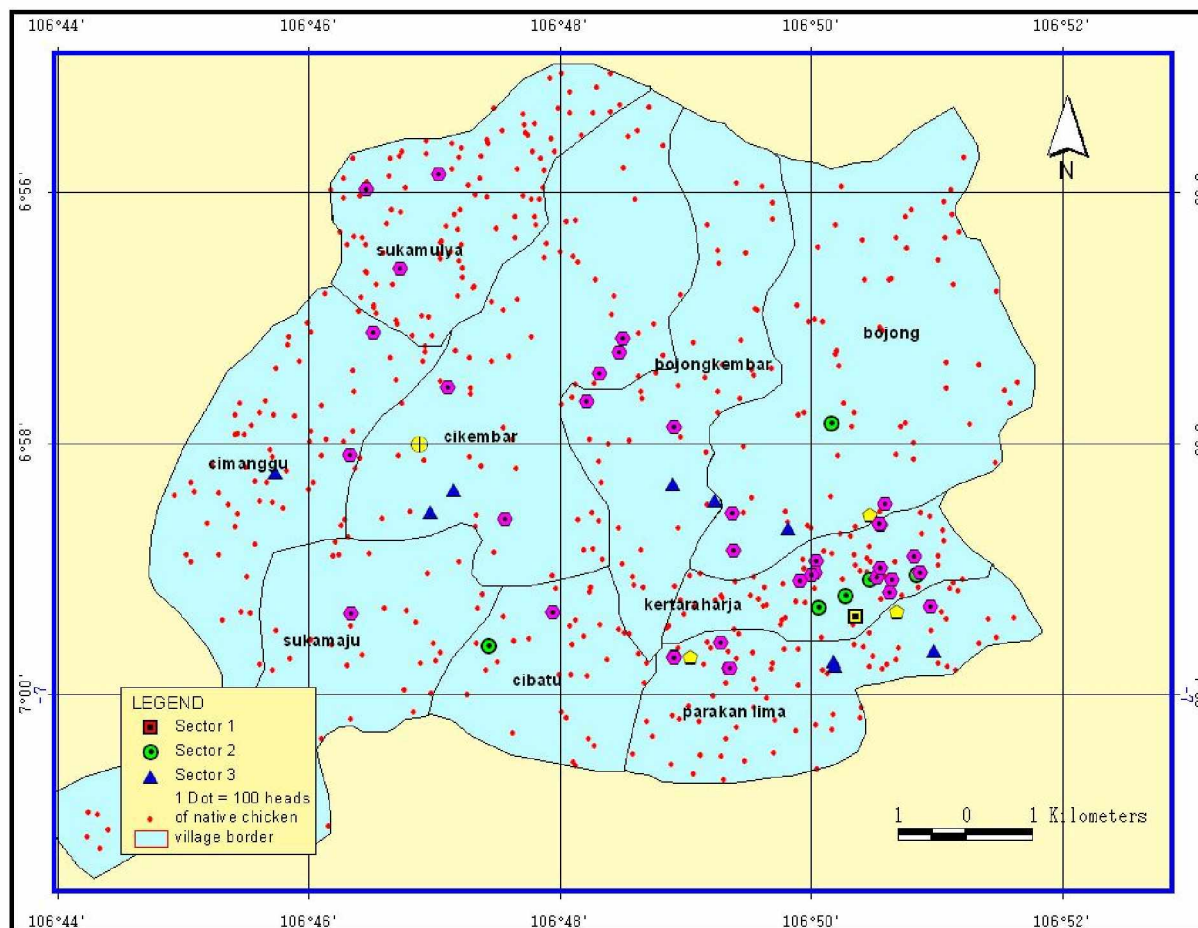 106°44' 106°46' 106°48' 106°50' 106°52'
N
6°56'
sukamulya
bojong
bojongkembar
cikembar
6°58'
cimanggu
kertaraharja
sukamaju
cibatu
7°00'
parakan lima
LEGEND
Sector 1
Sector 2
Sector 3
1 Dot = 100 heads
of native chicken
village border
1 0 1 Kilometers
106°44' 106°46' 106°48' 106°50' 106°52'